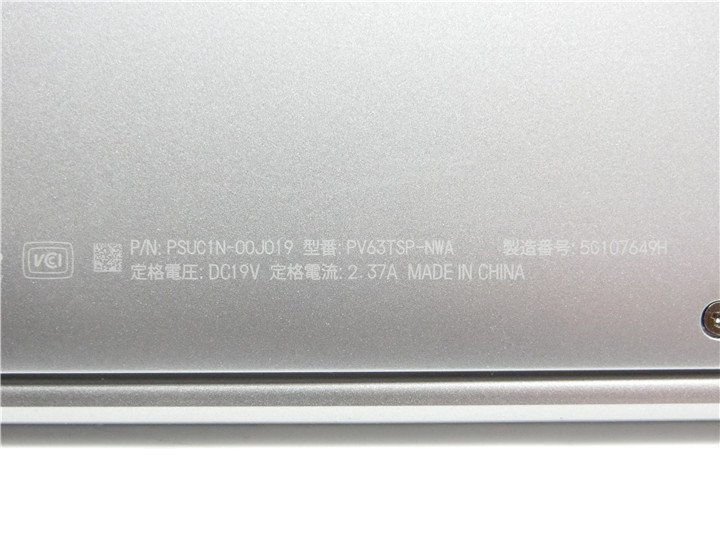 VCI P/N: PSUC1N-00J019 型番: PV63TSP-NWA 製造番号: 5G107649H
定格電圧: DC19V 定格電流: 2.37A MADE IN CHINA